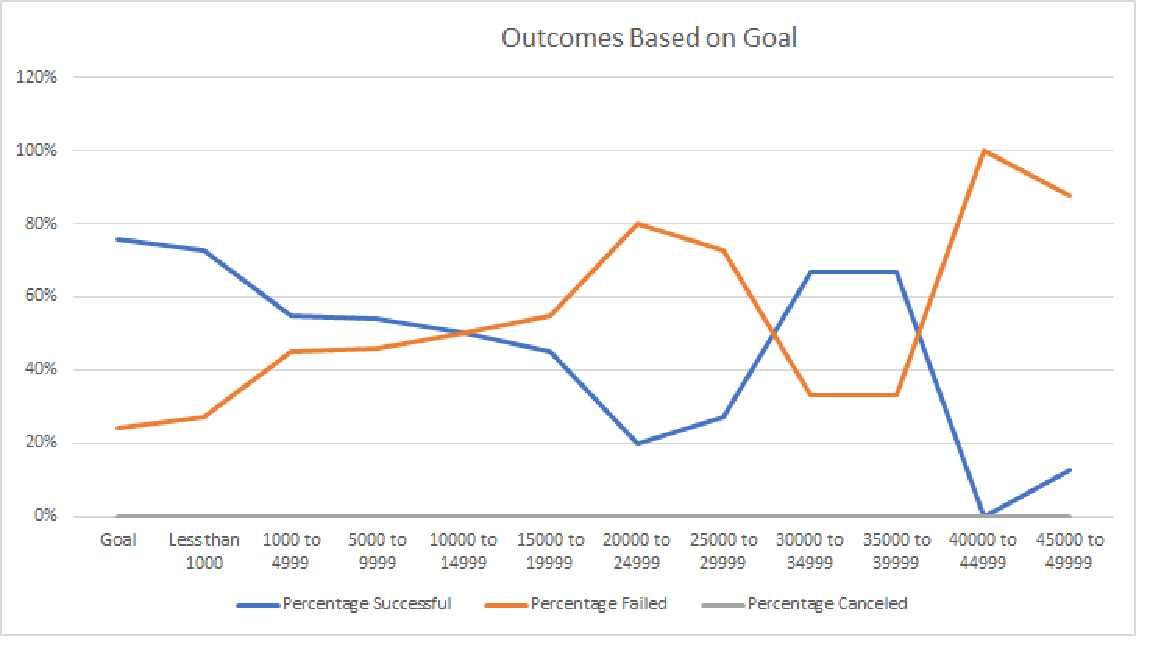 Outcomes Based on Goal
120%
100%
80%
60%
40%
20%
0%
Goal
Less than
1000
1000 to
4999
5000 to
9999
10000 to
14999
15000 to
19999
20000 to
24999
25000 to
29999
30000 to
34999
35000 to
39999
40000 to
44999
45000 to
49999
Percentage Successful
Percentage Failed
Percentage Canceled